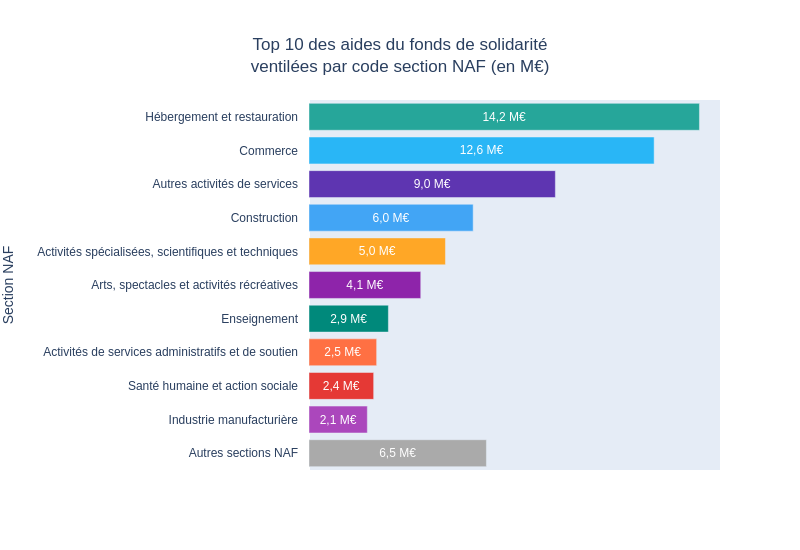 Top 10 des aides du fonds de solidarité
ventilées par code section NAF (en M€)
Section NAF
Hébergement et restauration 14,2 M€
Commerce 12,6 M€
Autres activités de services 9,0 M€
Construction 6,0 M€
Activités spécialisées, scientifiques et techniques 5,0 M€
Arts, spectacles et activités récréatives 4,1 M€
Enseignement 2,9 M€
Activités de services administratifs et de soutien 2,5 M€
Santé humaine et action sociale 2,4 M€
Industrie manufacturière 2,1 M€
Autres sections NAF 6,5 M€